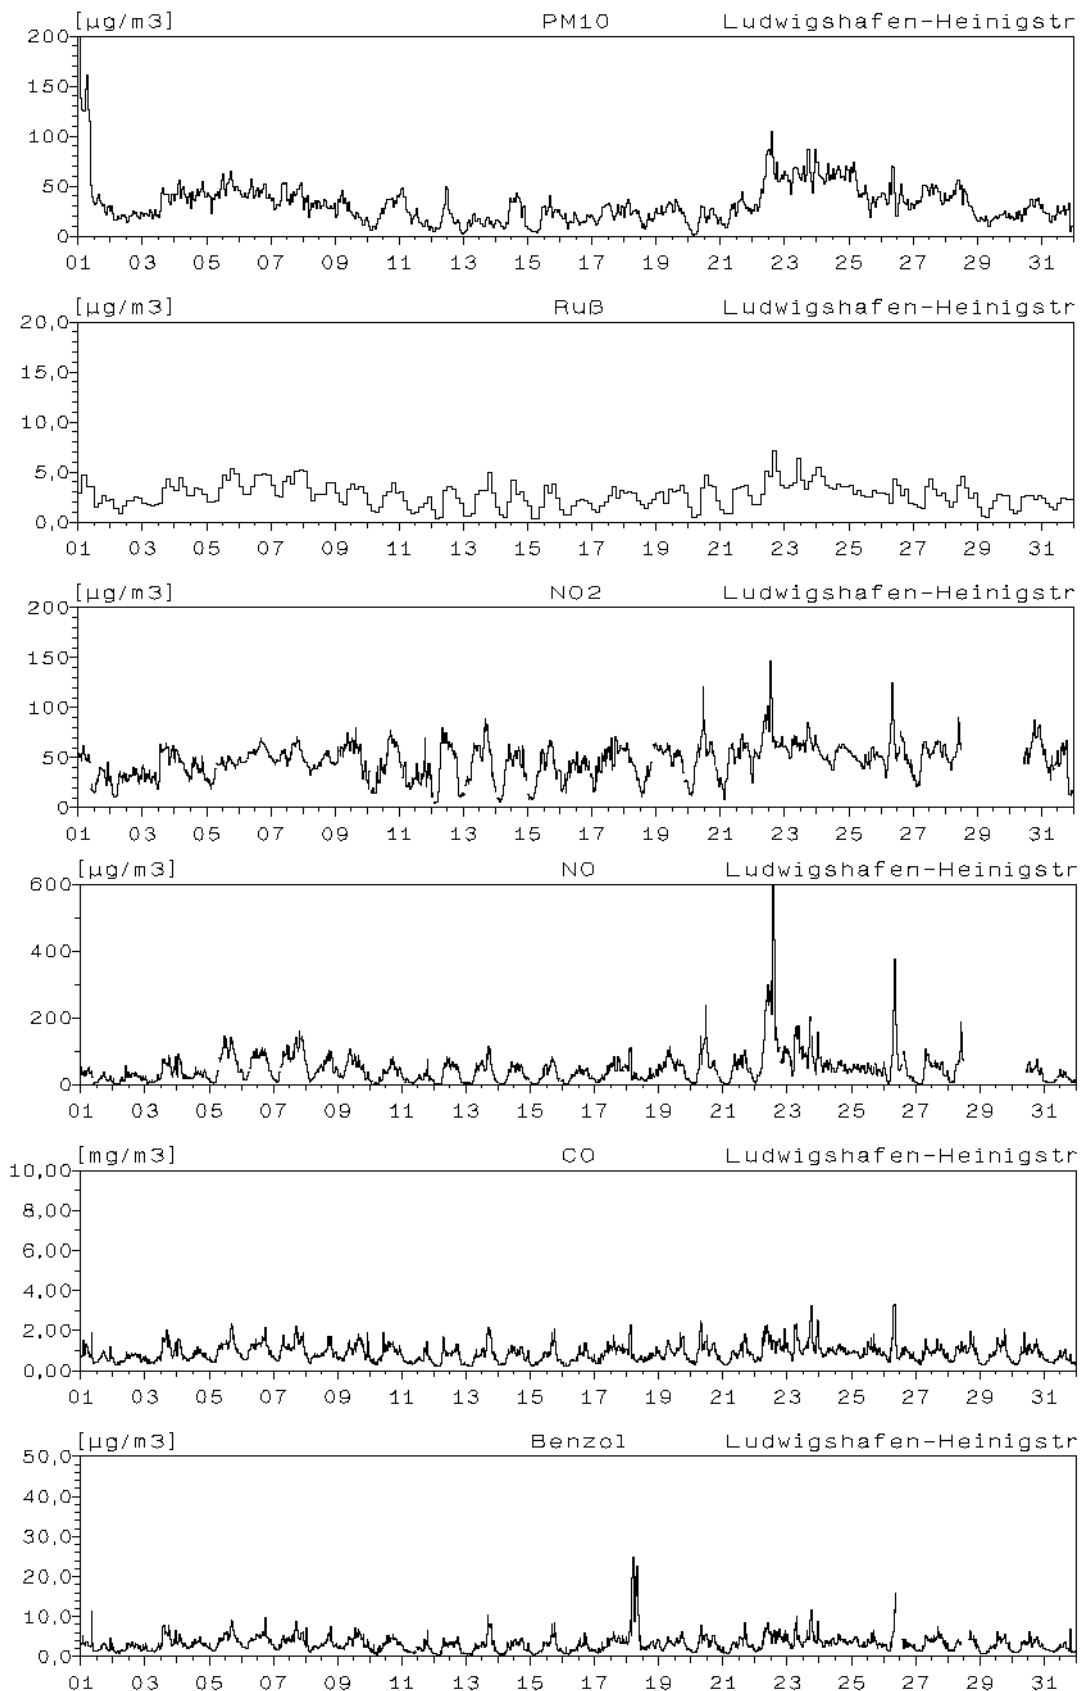 [µg/m3] PM10 Ludwigshafen-Heinigstr
200
150
100
50
0
01 03 05 07 09 11 13 15 17 19 21 23 25 27 29 31
[µg/m3] Ruß Ludwigshafen-Heinigstr
20,0
15,0
10,0
5,0
0,0
01 03 05 07 09 11 13 15 17 19 21 23 25 27 29 31
[µg/m3] NO2 Ludwigshafen-Heinigstr
200
150
100
50
0
01 03 05 07 09 11 13 15 17 19 21 23 25 27 29 31
[µg/m3] NO Ludwigshafen-Heinigstr
600
400
200
0
01 03 05 07 09 11 13 15 17 19 21 23 25 27 29 31
[mg/m3] CO Ludwigshafen-Heinigstr
10,00
8,00
6,00
4,00
2,00
0,00
01 03 05 07 09 11 13 15 17 19 21 23 25 27 29 31
[µg/m3] Benzol Ludwigshafen-Heinigstr
50,0
40,0
30,0
20,0
10,0
0,0
01 03 05 07 09 11 13 15 17 19 21 23 25 27 29 31